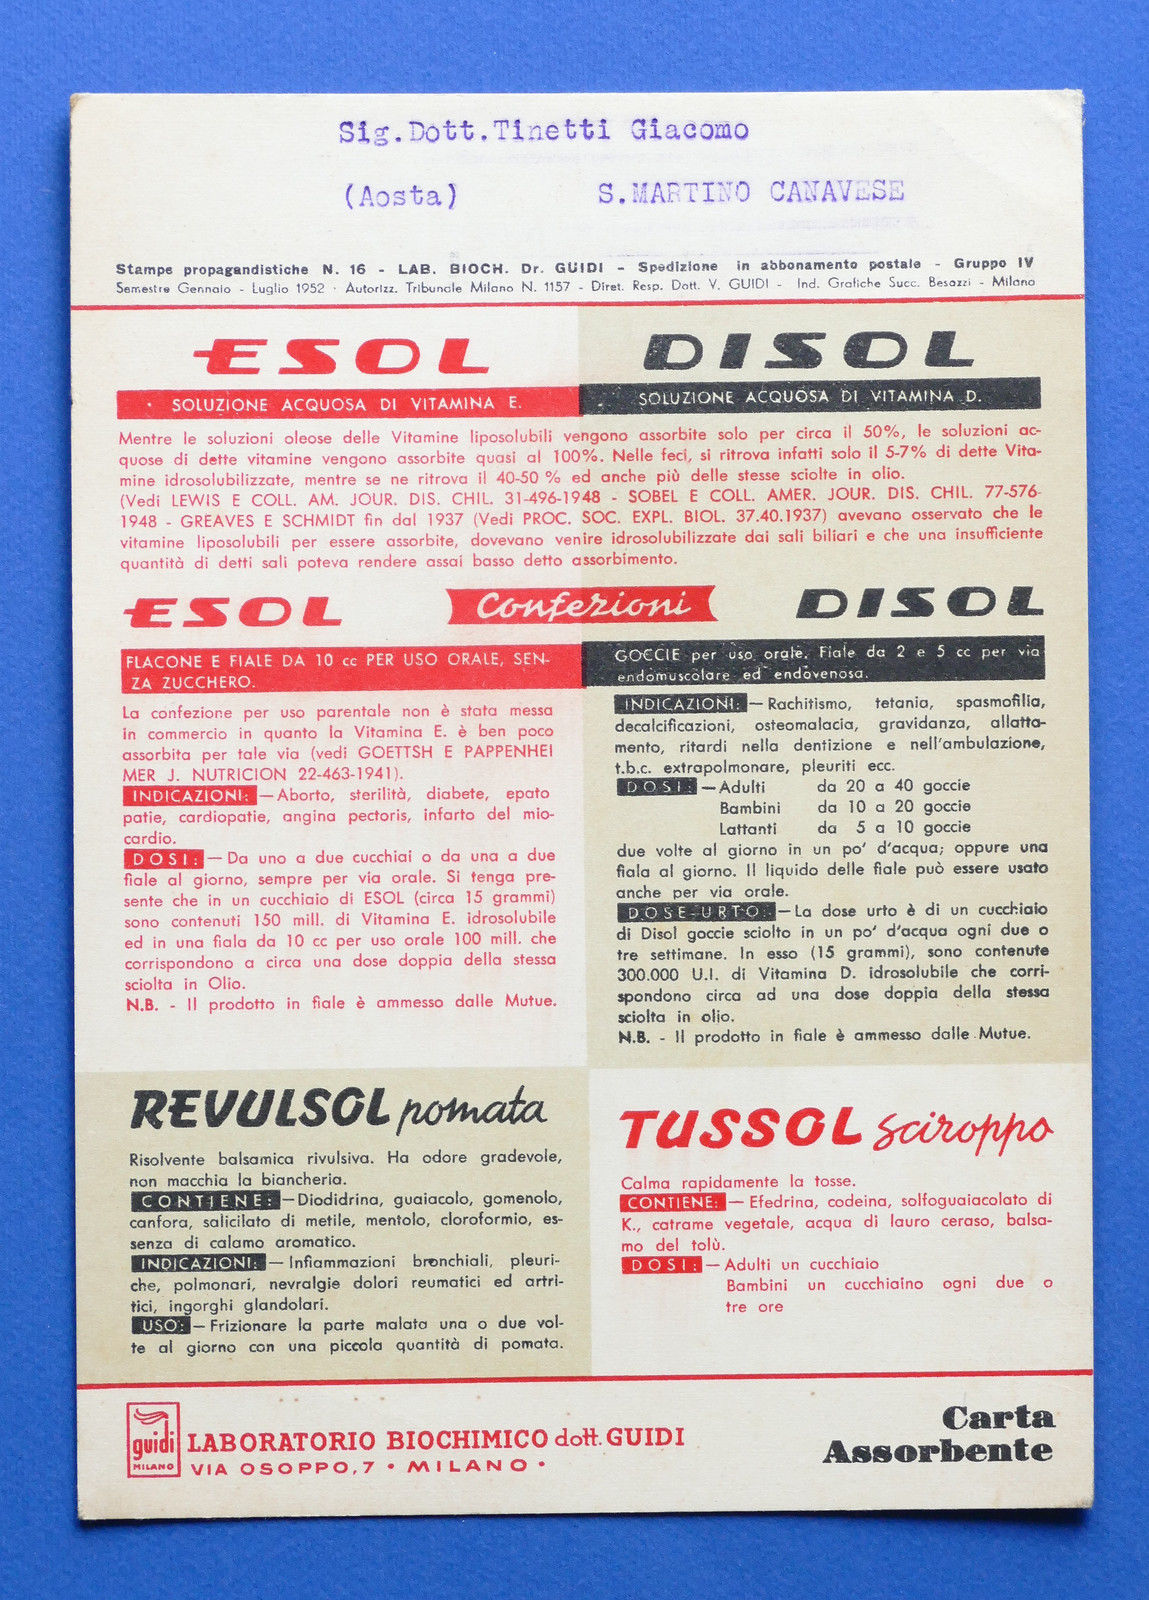 Sig.Dott.Tinetti Giacomo
(Aosta) S.MARTINO CANAVESE
Stampe propagandistiche N. 16 - LAB. BIOCH. Dr. GUIDI - Spedizione in abbonamento postale - Gruppo IV
Semestre Gennaio - Luglio 1952 - Autorizz. Tribunale Milano N. 1157 - Diret. Resp. Dott. V. GUIDI - Ind. Grafiche Succ. Besozzi - Milano
ESOL
SOLUZIONE ACQUOSA DI VITAMINA E.
DISOL
SOLUZIONE ACQUOSA DI VITAMINA D.
Mentre le soluzioni oleose delle Vitamine liposolubili vengono assorbite solo per circa il 50%, le soluzioni ac-
quose di dette vitamine vengono assorbite quasi al 100%. Nelle feci, si ritrova infatti solo il 5-7% di dette Vita-
mine idrosolubilizzate, mentre se ne ritrova il 40-50 % ed anche più delle stesse sciolte in olio.
(Vedi LEWIS E COLL. AM. JOUR. DIS. CHIL. 31-496-1948 - SOBEL E COLL. AMER. JOUR. DIS. CHIL. 77-576-
1948 - GREAVES E SCHMIDT fin dal 1937 (Vedi PROC. SOC. EXPL. BIOL. 37.40.1937) avevano osservato che le
vitamine liposolubili per essere assorbite, dovevano venire idrosolubilizzate dai sali biliari e che una insufficiente
quantità di detti sali poteva rendere assai basso detto assorbimento.
ESOL Confezioni DISOL
FLACONE E FIALE DA 10 cc PER USO ORALE, SEN-
ZA ZUCCHERO.
La confezione per uso parentale non è stata messa
in commercio in quanto la Vitamina E. è ben poco
assorbita per tale via (vedi GOETTSH E PAPPENHEI
MER J. NUTRICION 22-463-1941).
INDICAZIONI: — Aborto, sterilità, diabete, epato
patie, cardiopatie, angina pectoris, infarto del mio-
cardio.
DOSI: — Da uno a due cucchiai o da una a due
fiale al giorno, sempre per via orale. Si tenga pre-
sente che in un cucchiaio di ESOL (circa 15 grammi)
sono contenuti 150 mill. di Vitamina E. idrosolubile
ed in una fiala da 10 cc per uso orale 100 mill. che
corrispondono a circa una dose doppia della stessa
sciolta in Olio.
N.B. - Il prodotto in fiale è ammesso dalle Mutue.
GOCCIE per uso orale. Fiale da 2 e 5 cc per via
endomuscolare ed endovenosa.
INDICAZIONI: — Rachitismo, tetania, spasmofilia,
decalcificazioni, osteomalacia, gravidanza, allatta-
mento, ritardi nella dentizione e nell'ambulazione,
t.b.c. extrapolmonare, pleuriti ecc.
DOSI: — Adulti da 20 a 40 goccie
Bambini da 10 a 20 goccie
Lattanti da 5 a 10 goccie
due volte al giorno in un po' d'acqua; oppure una
fiala al giorno. Il liquido delle fiale può essere usato
anche per via orale.
DOSE-URTO: — La dose urto è di un cucchiaio
di Disol goccie sciolto in un po' d'acqua ogni due o
tre settimane. In esso (15 grammi), sono contenute
300.000 U.I. di Vitamina D. idrosolubile che corri-
spondono circa ad una dose doppia della stessa
sciolta in olio.
N.B. - Il prodotto in fiale è ammesso dalle Mutue.
REVULSOL pomata
Risolvente balsamica rivulsiva. Ha odore gradevole,
non macchia la biancheria.
CONTIENE: — Diodidrina, guaiacolo, gomenolo,
canfora, salicilato di metile, mentolo, cloroformio, es-
senza di calamo aromatico.
INDICAZIONI: — Infiammazioni bronchiali, pleuri-
che, polmonari, nevralgie dolori reumatici ed artri-
tici, ingorghi glandolari.
USO: — Frizionare la parte malata una o due vol-
te al giorno con una piccola quantità di pomata.
TUSSOL sciroppo
Calma rapidamente la tosse.
CONTIENE: — Efedrina, codeina, solfoguaiacolato di
K., catrame vegetale, acqua di lauro ceraso, balsa-
mo del tolù.
DOSI: — Adulti un cucchiaio
Bambini un cucchiaino ogni due o
tre ore
guidi
MILANO
LABORATORIO BIOCHIMICO dott. GUIDI
VIA OSOPPO, 7 • MILANO •
Carta
Assorbente